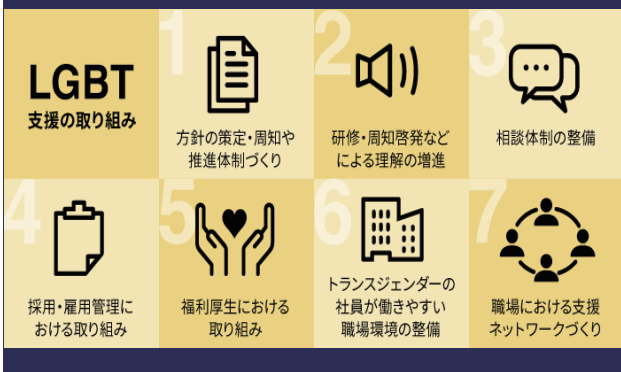 LGBT
支援の取り組み
1
方針の策定・周知や
推進体制づくり
2
研修・周知啓発など
による理解の増進
3
相談体制の整備
4
採用・雇用管理に
おける取り組み
5
福利厚生における
取り組み
6
トランスジェンダーの
社員が働きやすい
職場環境の整備
7
職場における支援
ネットワークづくり